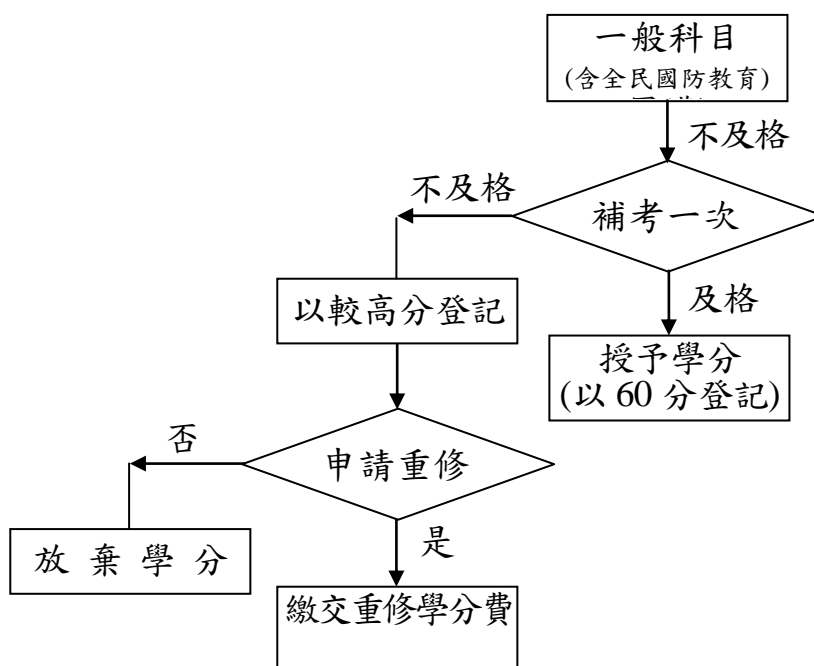 一般科目
(含全民國防教育)
不及格
不及格
補考一次
以較高分登記
及格
授予學分
(以 60 分登記)
否
申請重修
放 棄 學 分
是
繳交重修學分費